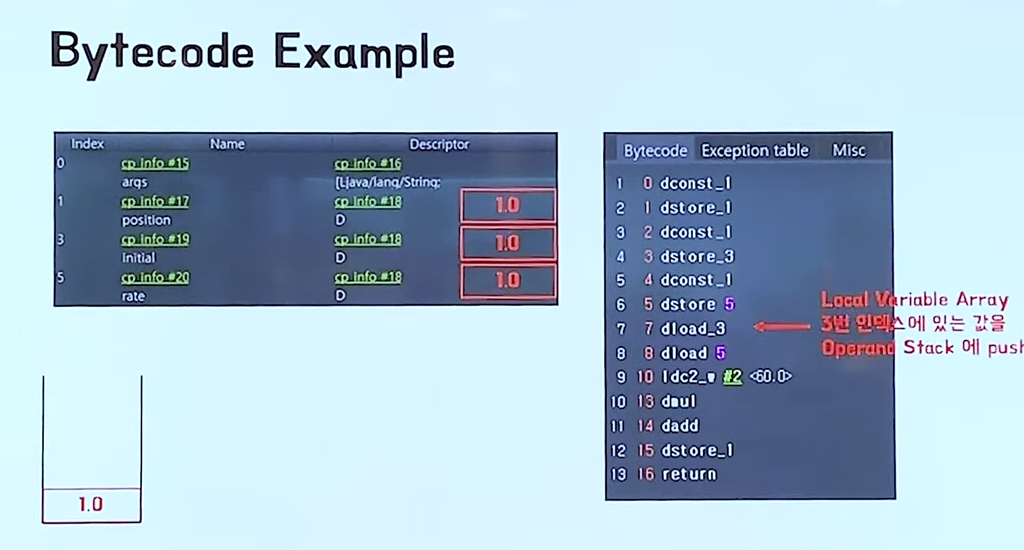 Bytecode Example
Index Name Descriptor
0 cp info #15 cp info #16
args [Ljava/lang/String;
1 cp info #17 cp info #18 1.0
position D
3 cp info #19 cp info #18 1.0
initial D
5 cp info #20 cp info #18 1.0
rate D
1.0
Bytecode Exception table Misc
1 0 dconst_1
2 1 dstore_1
3 2 dconst_1
4 3 dstore_3
5 4 dconst_1
6 5 dstore 5
7 7 dload_3
8 8 dload 5
9 10 ldc2_w #2 <60.0>
10 13 dmul
11 14 dadd
12 15 dstore_1
13 16 return
Local Variable Array
3번 인덱스에 있는 값을
Operand Stack 에 push